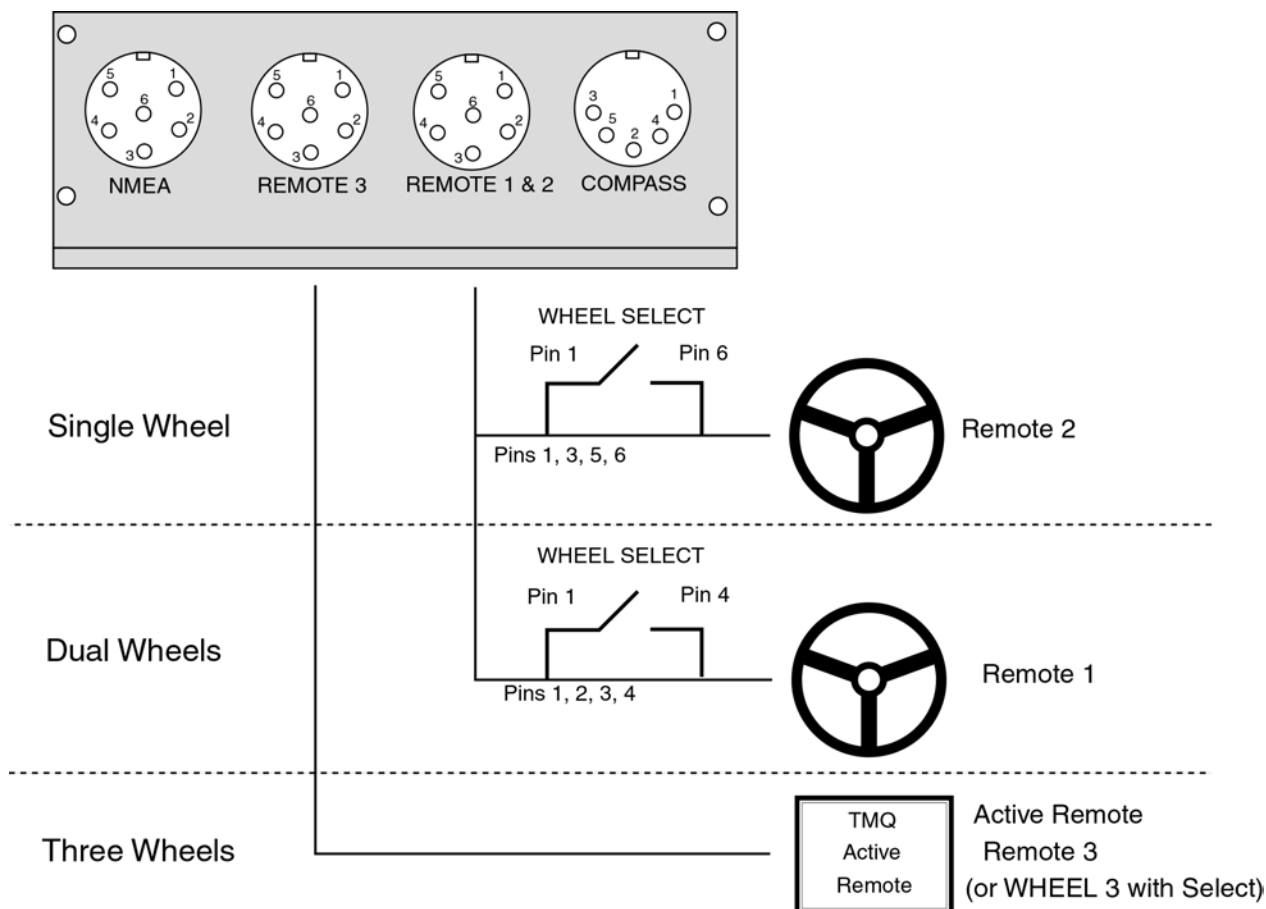 5 1 6 4 2 3
5 1 6 4 2 3
5 1 6 4 2 3
3 1 5 4 2
NMEA REMOTE 3 REMOTE 1 & 2 COMPASS
WHEEL SELECT
Pin 1 Pin 6
Single Wheel
Remote 2
Pins 1, 3, 5, 6
WHEEL SELECT
Pin 1 Pin 4
Dual Wheels
Remote 1
Pins 1, 2, 3, 4
Three Wheels
TMQ
Active
Remote
Active Remote
Remote 3
(or WHEEL 3 with Select)